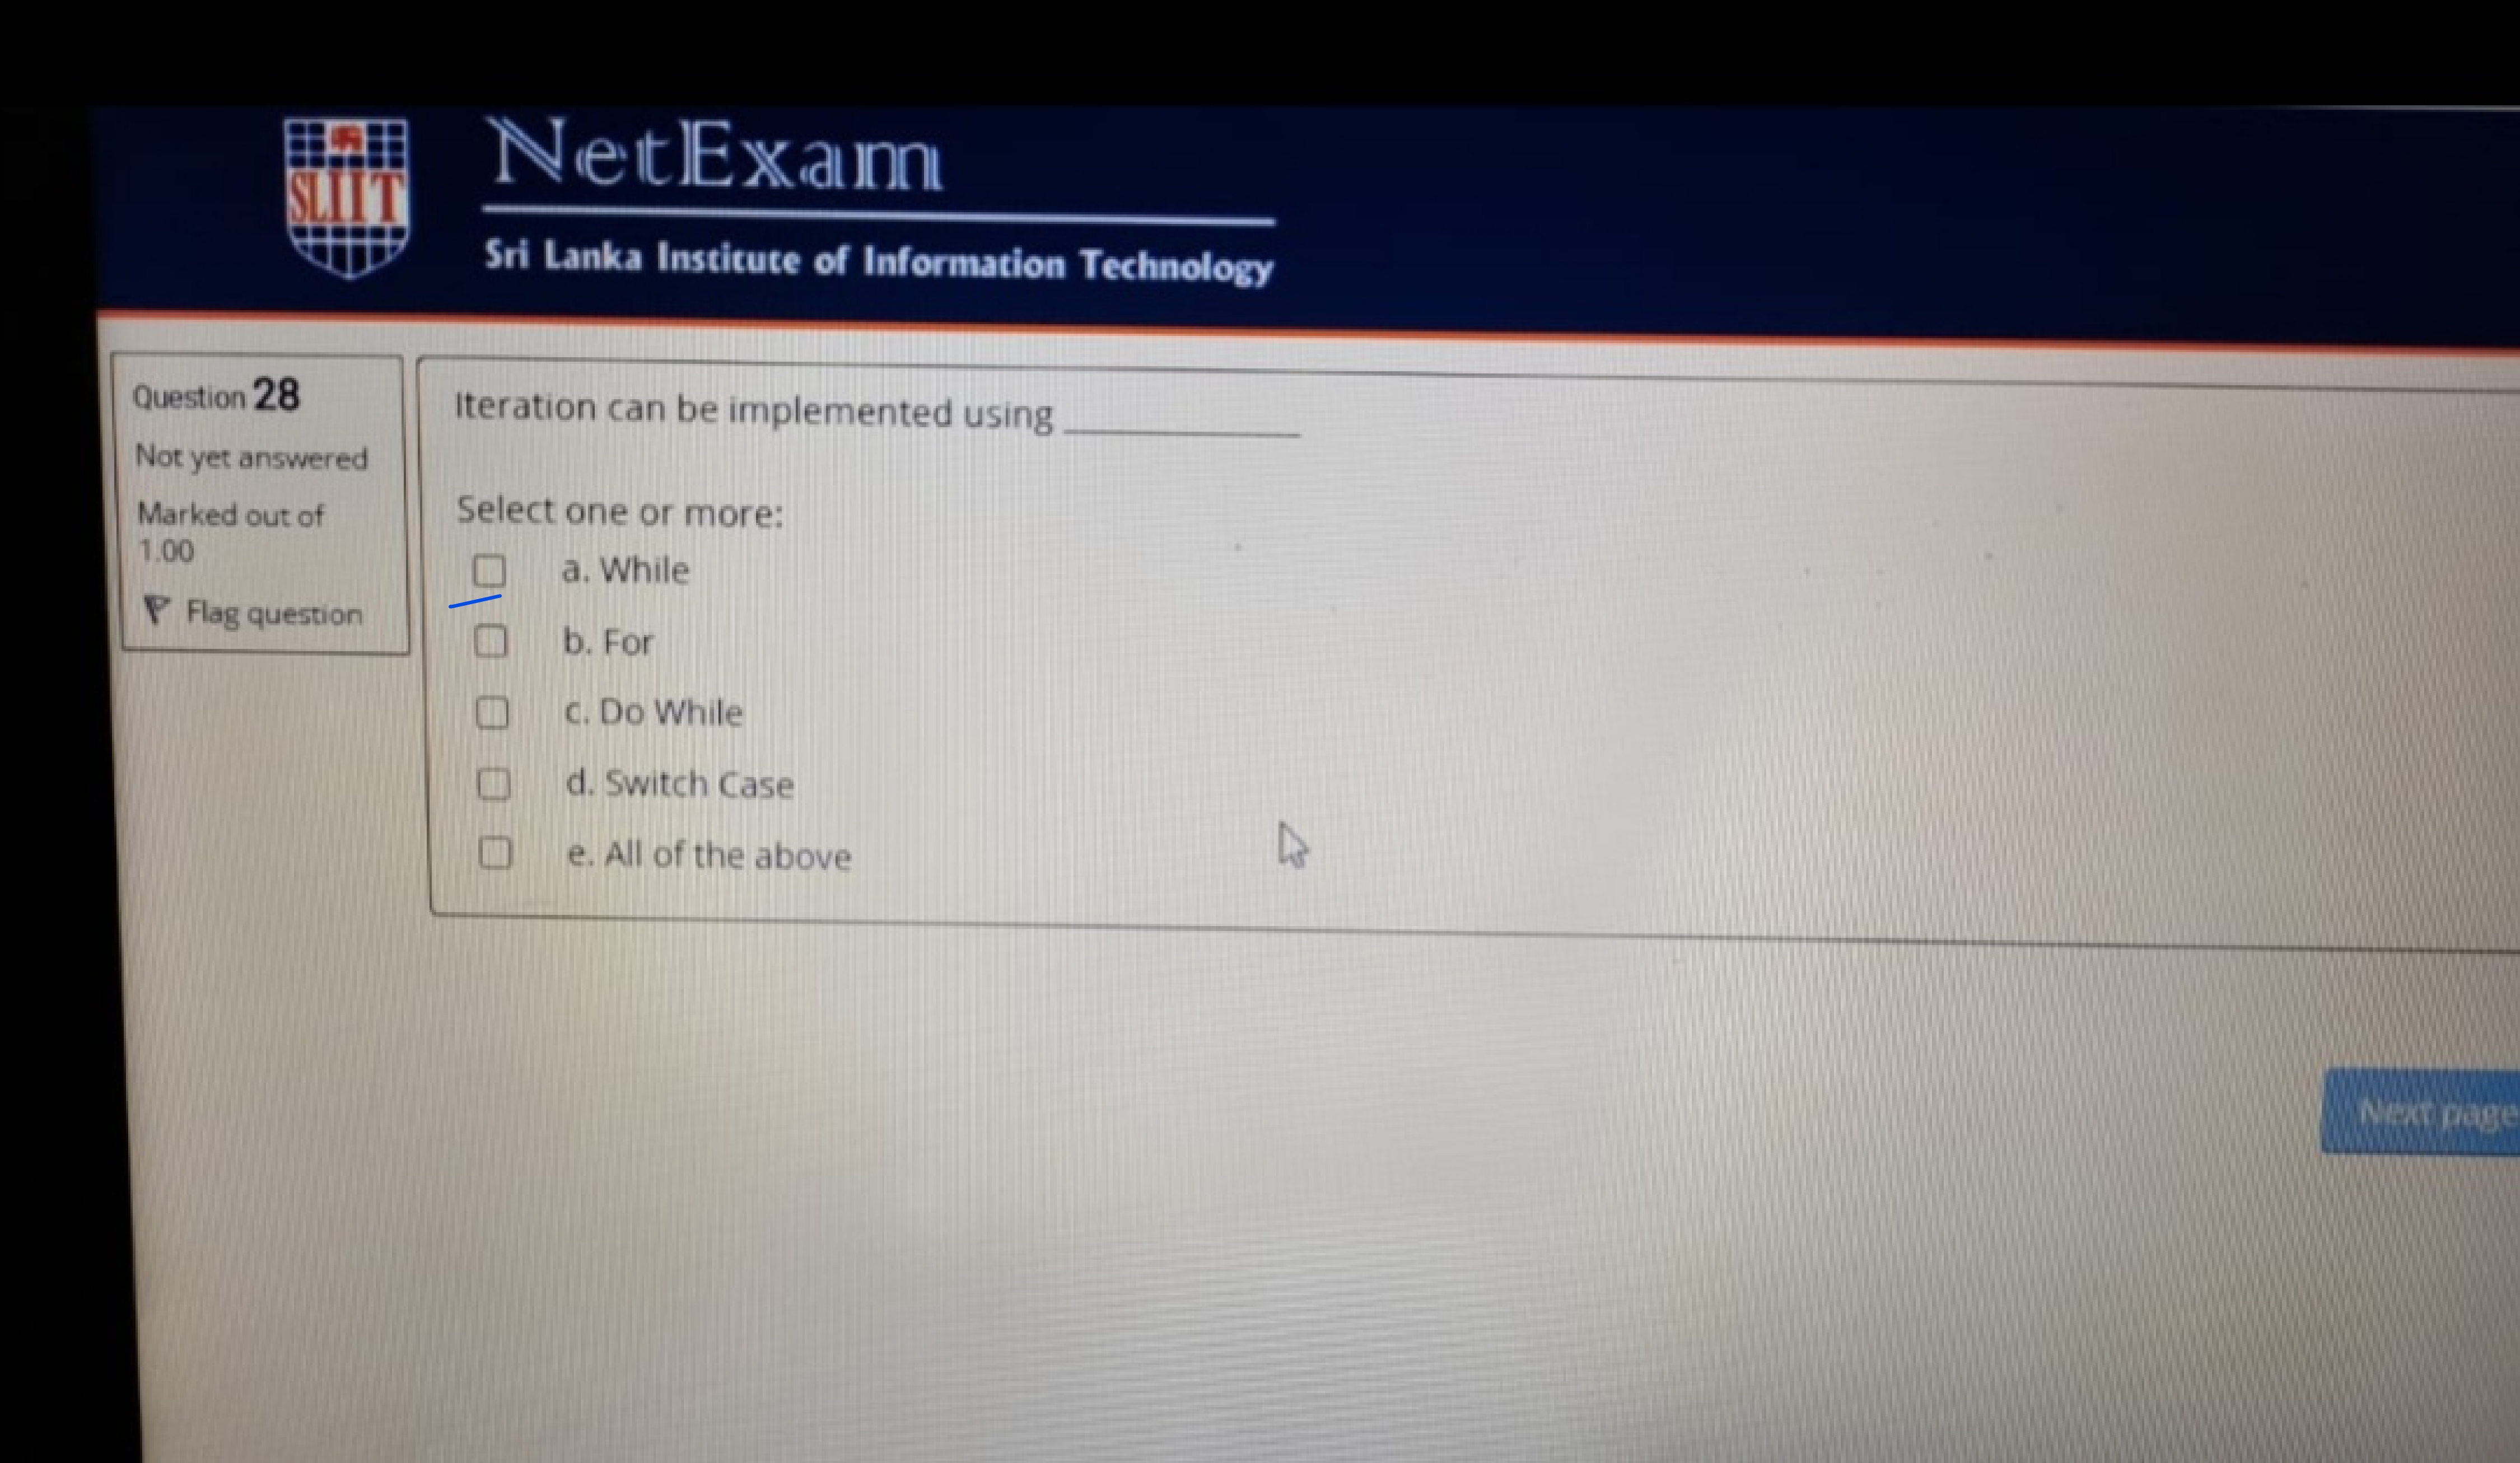 NetExam
SLIIT
Sri Lanka Institute of Information Technology
Question 28
Not yet answered
Marked out of
1.00
Flag question
Iteration can be implemented using __________
Select one or more:
a. While
b. For
c. Do While
d. Switch Case
e. All of the above
Next page